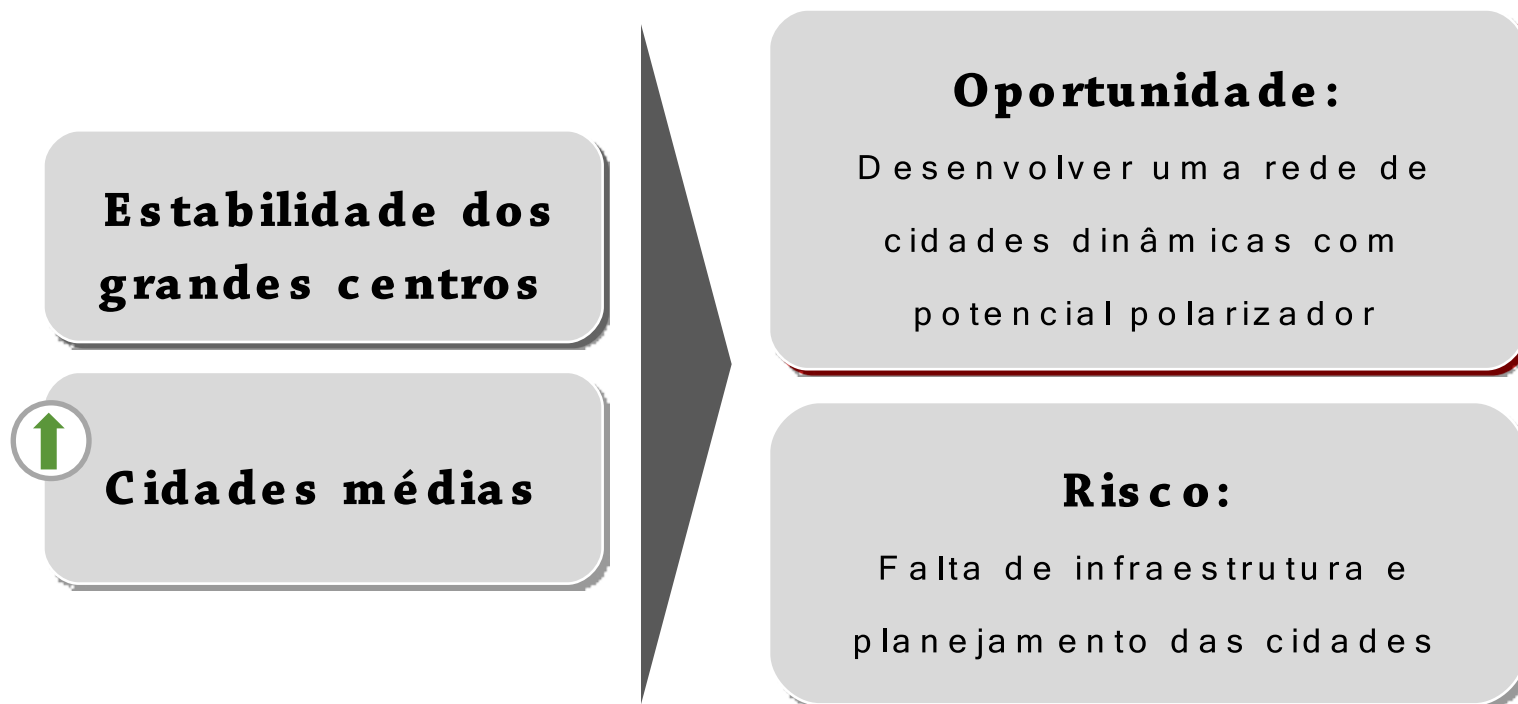 Estabilidade dos
grandes centros
Cidades médias
Oportunidade:
Desenvolver uma rede de
cidades dinâmicas com
potencial polarizador
Risco:
Falta de infraestrutura e
planejamento das cidades